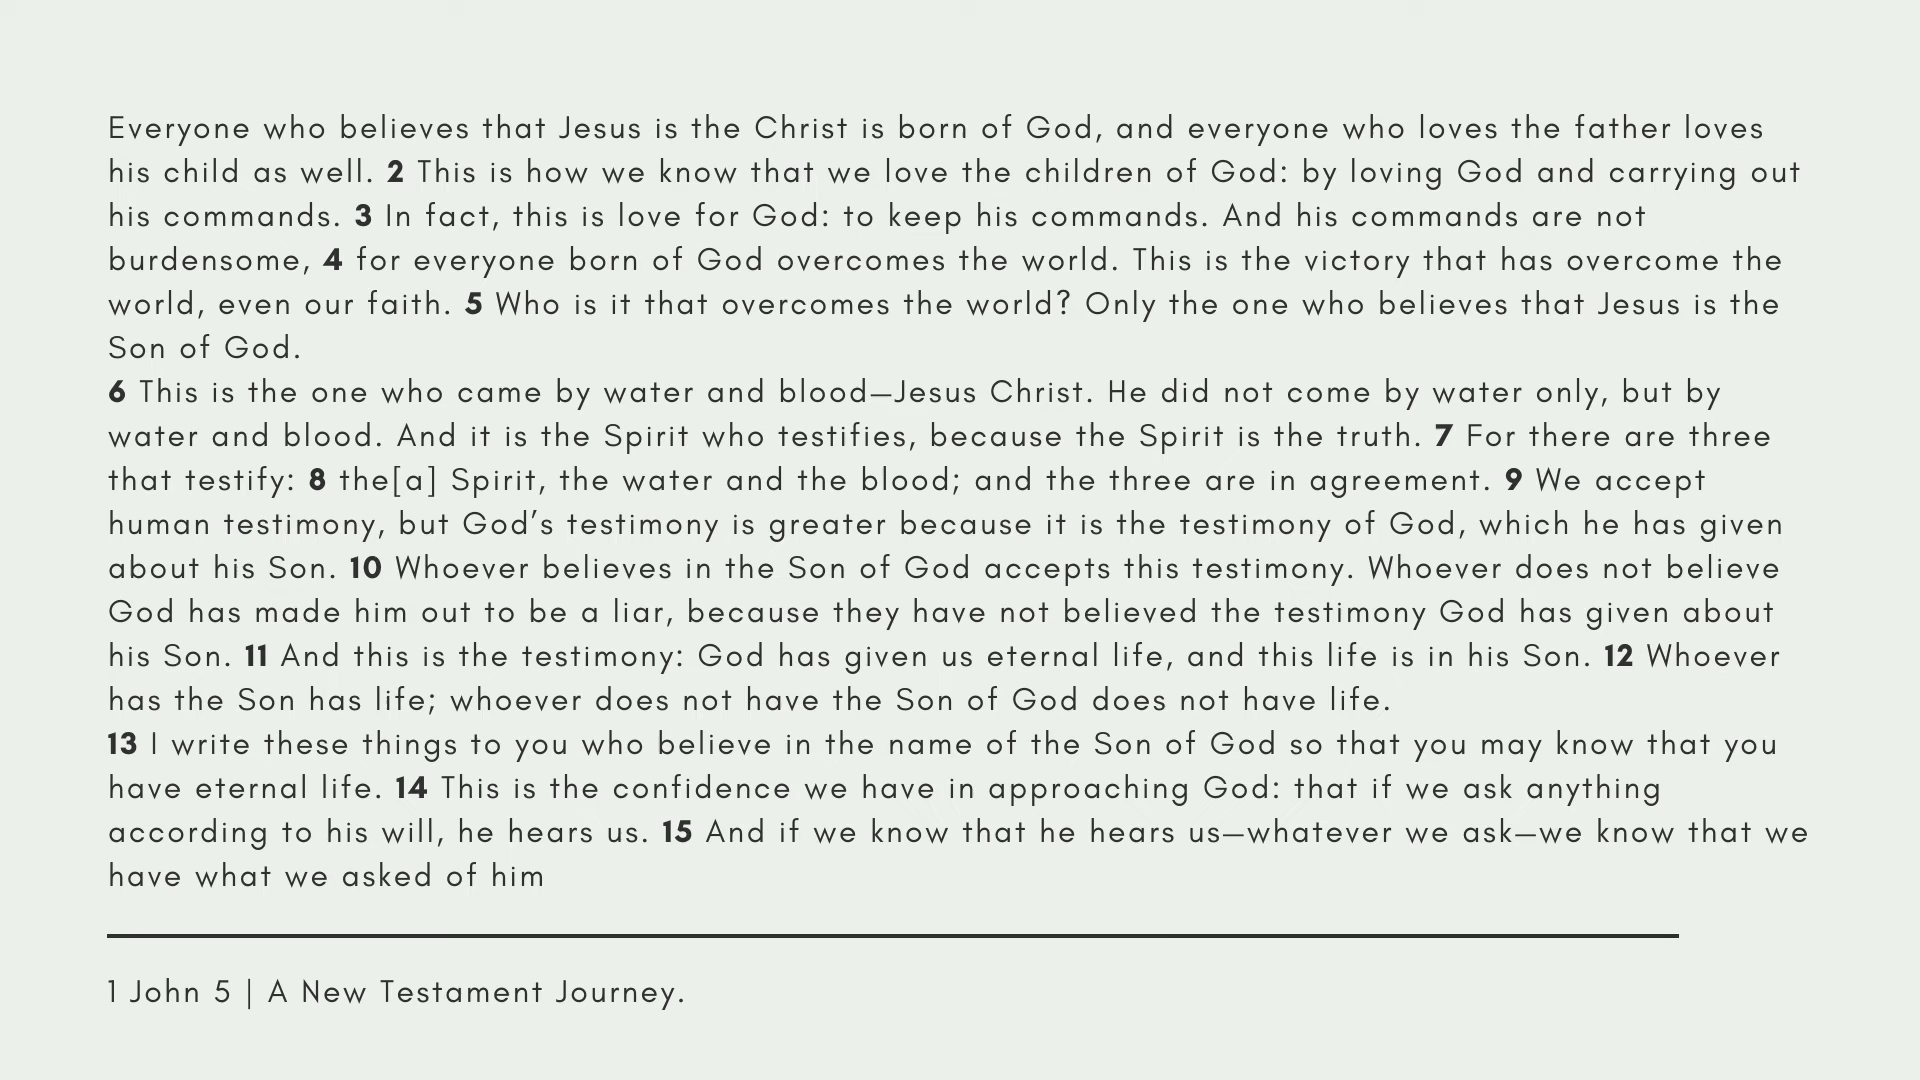 Everyone who believes that Jesus is the Christ is born of God, and everyone who loves the father loves
his child as well. 2 This is how we know that we love the children of God: by loving God and carrying out
his commands. 3 In fact, this is love for God: to keep his commands. And his commands are not
burdensome, 4 for everyone born of God overcomes the world. This is the victory that has overcome the
world, even our faith. 5 Who is it that overcomes the world? Only the one who believes that Jesus is the
Son of God.
6 This is the one who came by water and blood—Jesus Christ. He did not come by water only, but by
water and blood. And it is the Spirit who testifies, because the Spirit is the truth. 7 For there are three
that testify: 8 the[a] Spirit, the water and the blood; and the three are in agreement. 9 We accept
human testimony, but God’s testimony is greater because it is the testimony of God, which he has given
about his Son. 10 Whoever believes in the Son of God accepts this testimony. Whoever does not believe
God has made him out to be a liar, because they have not believed the testimony God has given about
his Son. 11 And this is the testimony: God has given us eternal life, and this life is in his Son. 12 Whoever
has the Son has life; whoever does not have the Son of God does not have life.
13 I write these things to you who believe in the name of the Son of God so that you may know that you
have eternal life. 14 This is the confidence we have in approaching God: that if we ask anything
according to his will, he hears us. 15 And if we know that he hears us—whatever we ask—we know that we
have what we asked of him
1 John 5 | A New Testament Journey.